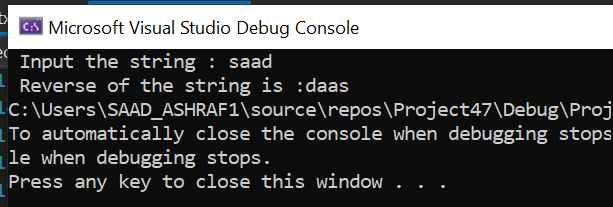 Microsoft Visual Studio Debug Console
Input the string : saad
Reverse of the string is :daas
C:\Users\SAAD_ASHRAF1\source\repos\Project47\Debug\Proj
To automatically close the console when debugging stops
le when debugging stops.
Press any key to close this window . . .